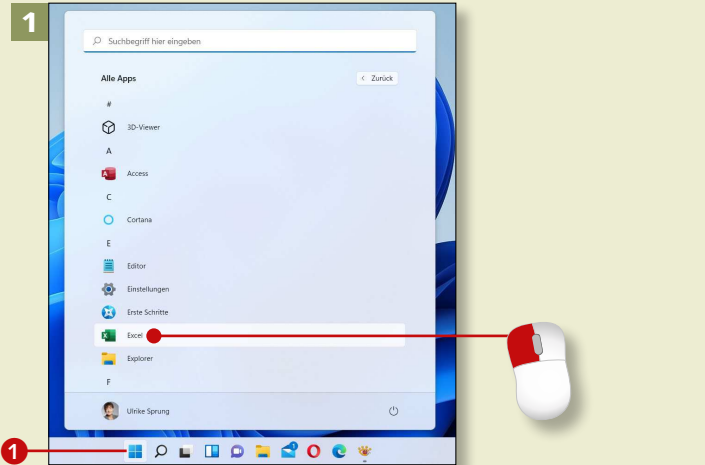 1
Suchbegriff hier eingeben
Alle Apps
< Zurück
#
3D-Viewer
A
A
Access
C
Cortana
E
Editor
Einstellungen
Erste Schritte
X
Excel
Explorer
F
Ulrike Sprung
1
1